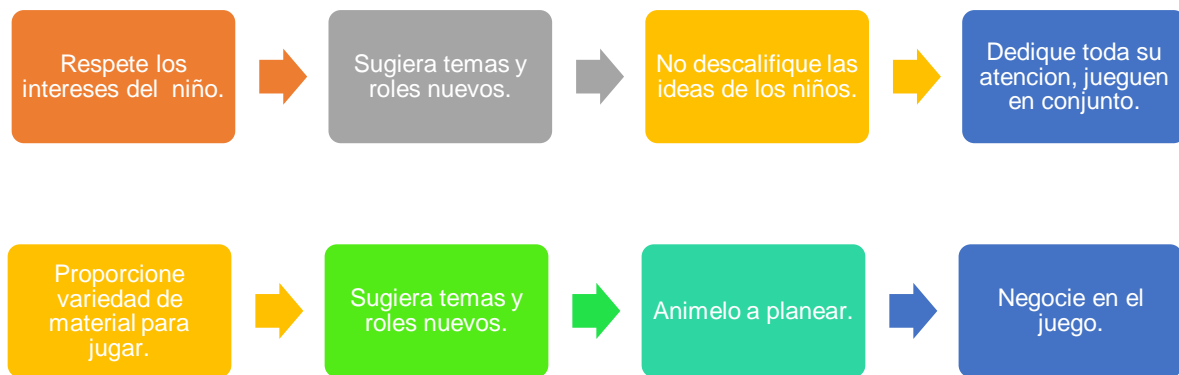 Respete los
intereses del niño.
Sugiera temas y
roles nuevos.
No descalifique las
ideas de los niños.
Dedique toda su
atencion, jueguen
en conjunto.
Proporcione
variedad de
material para
jugar.
Sugiera temas y
roles nuevos.
Animelo a planear.
Negocie en el
juego.